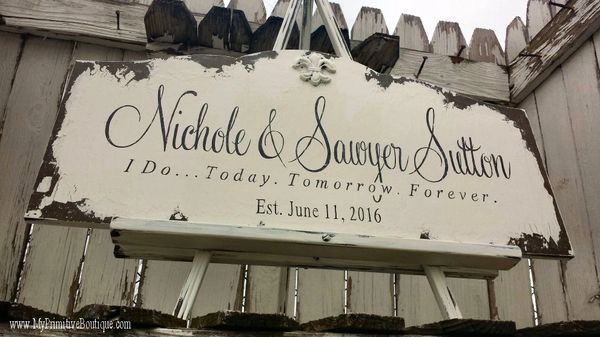 Nichole & Sawyer Sutton
I Do... Today. Tomorrow. Forever.
Est. June 11, 2016
www.MyPrimitiveBoutique.com